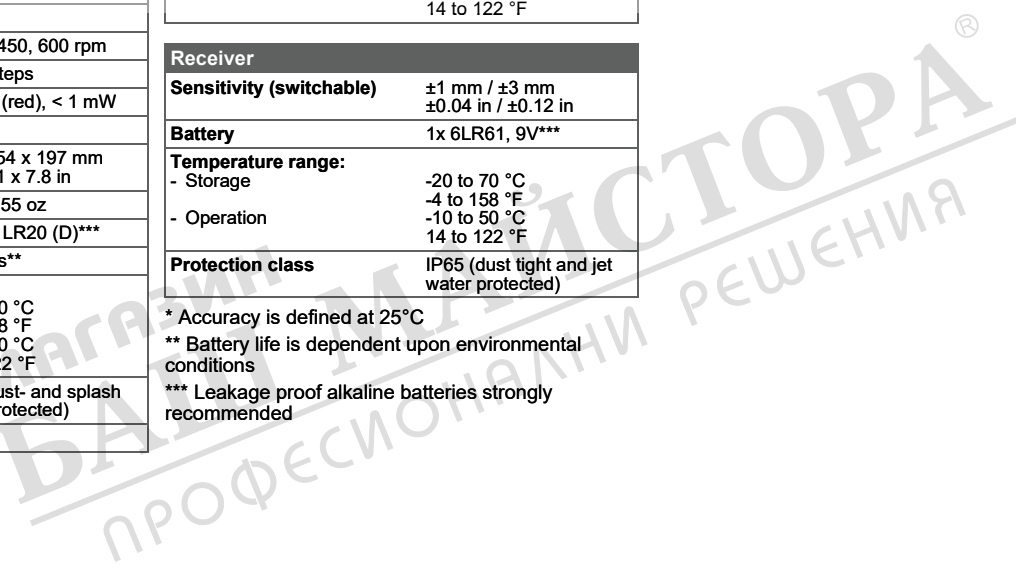 450, 600 rpm
teps
(red), < 1 mW
54 x 197 mm
1 x 7.8 in
55 oz
LR20 (D)***
s**
0 °C
8 °F
0 °C
22 °F
ust- and splash
rotected)
14 to 122 °F
Receiver
Sensitivity (switchable) ±1 mm / ±3 mm
±0.04 in / ±0.12 in
Battery 1x 6LR61, 9V***
Temperature range:
- Storage -20 to 70 °C
-4 to 158 °F
- Operation -10 to 50 °C
14 to 122 °F
Protection class IP65 (dust tight and jet
water protected)
* Accuracy is defined at 25°C
** Battery life is dependent upon environmental
conditions
*** Leakage proof alkaline batteries strongly
recommended
МАГАЗИН
БАШ МАЙСТОРА ®
ПРОФЕСИОНАЛНИ РЕШЕНИЯ